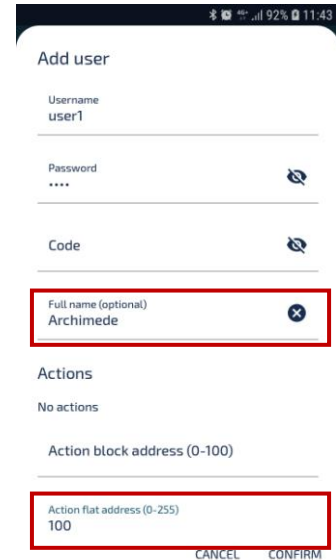 92% 11:43
Add user
Username
user1
Password
••••
Code
Full name (optional)
Archimede
Actions
No actions
Action block address (0-100)
Action flat address (0-255)
100
CANCEL CONFIRM